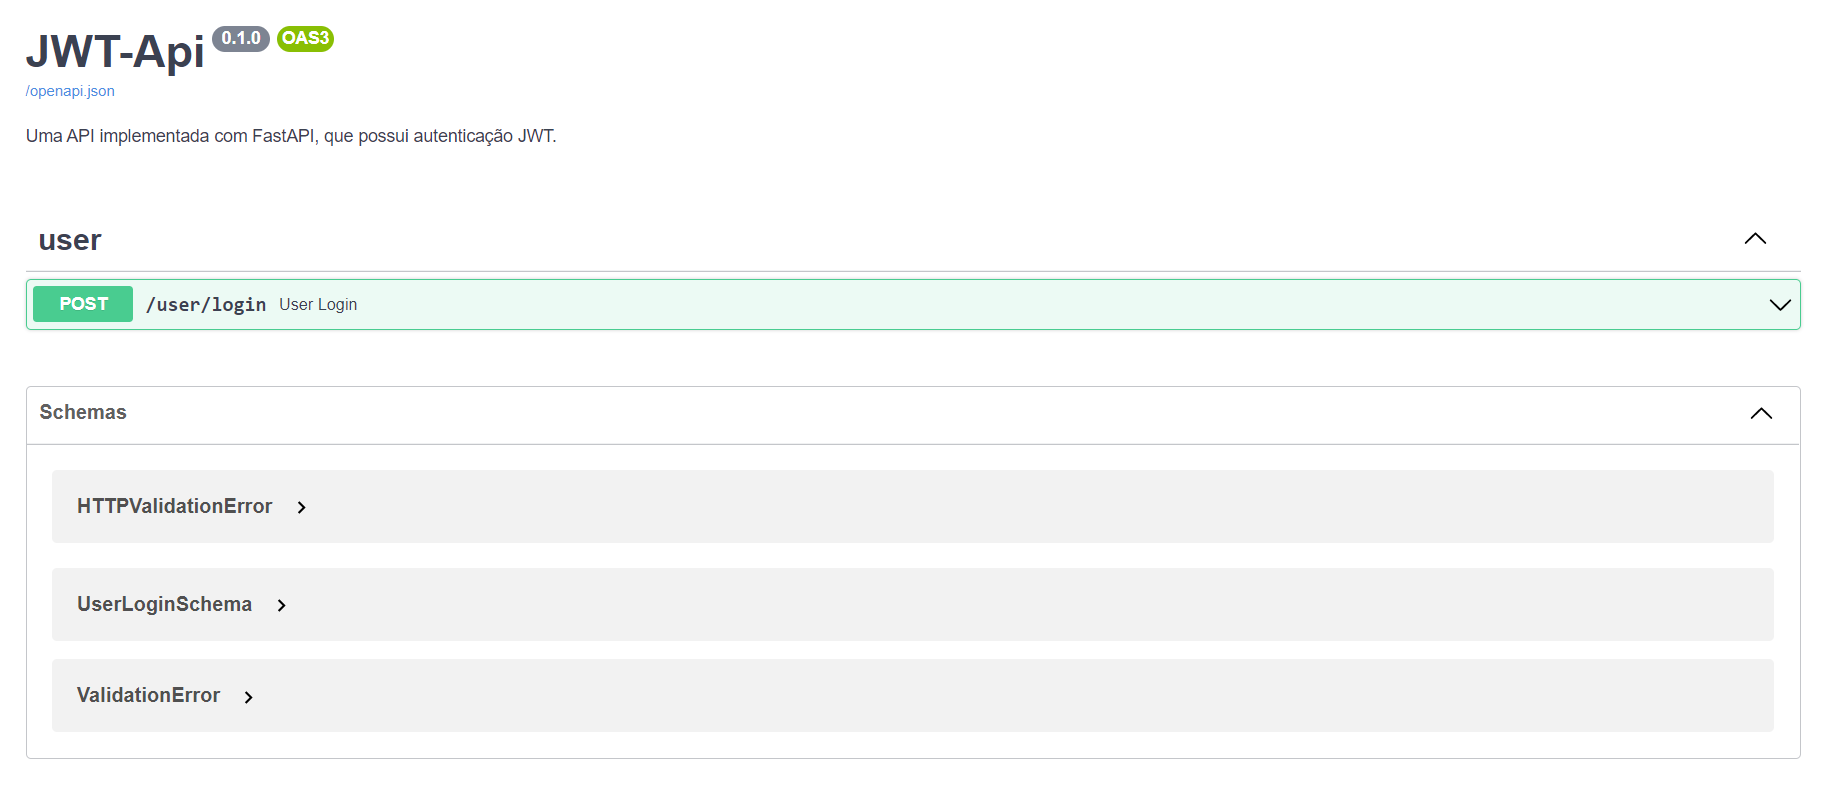 JWT-Api 0.1.0 OAS3
/openapi.json
Uma API implementada com FastAPI, que possui autenticação JWT.
user
POST /user/login User Login
Schemas
HTTPValidationError
UserLoginSchema
ValidationError